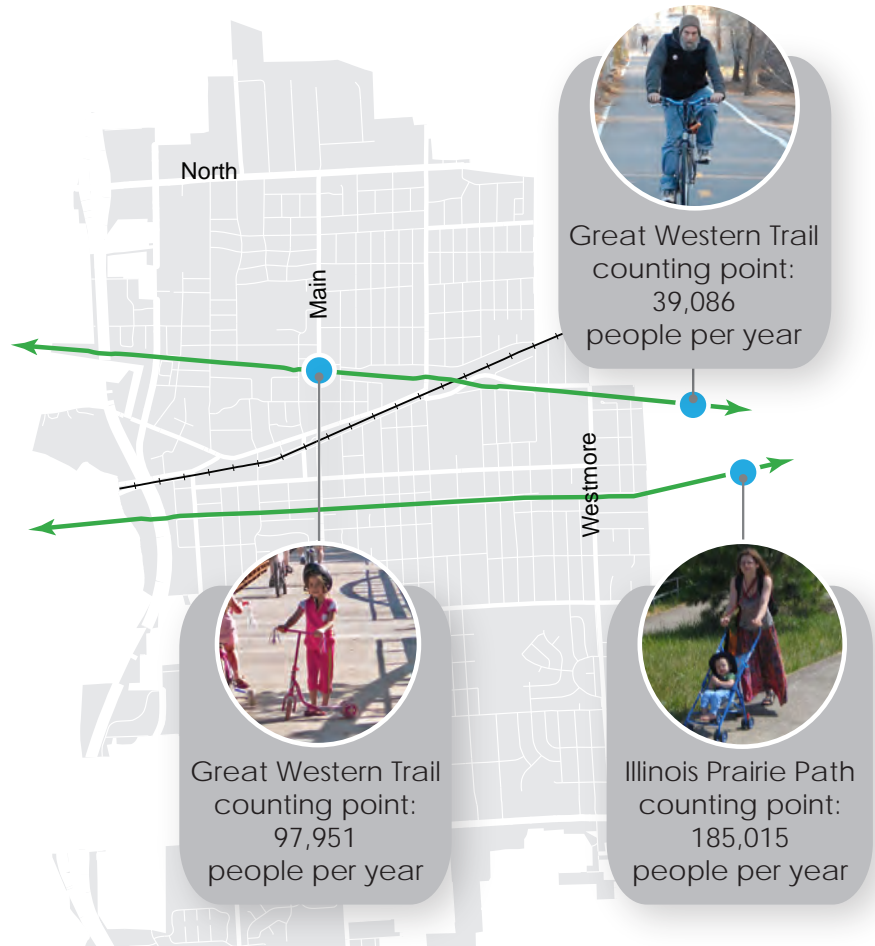 North
Main
Great Western Trail
counting point:
39,086
people per year
Westmore
Great Western Trail
counting point:
97,951
people per year
Illinois Prairie Path
counting point:
185,015
people per year